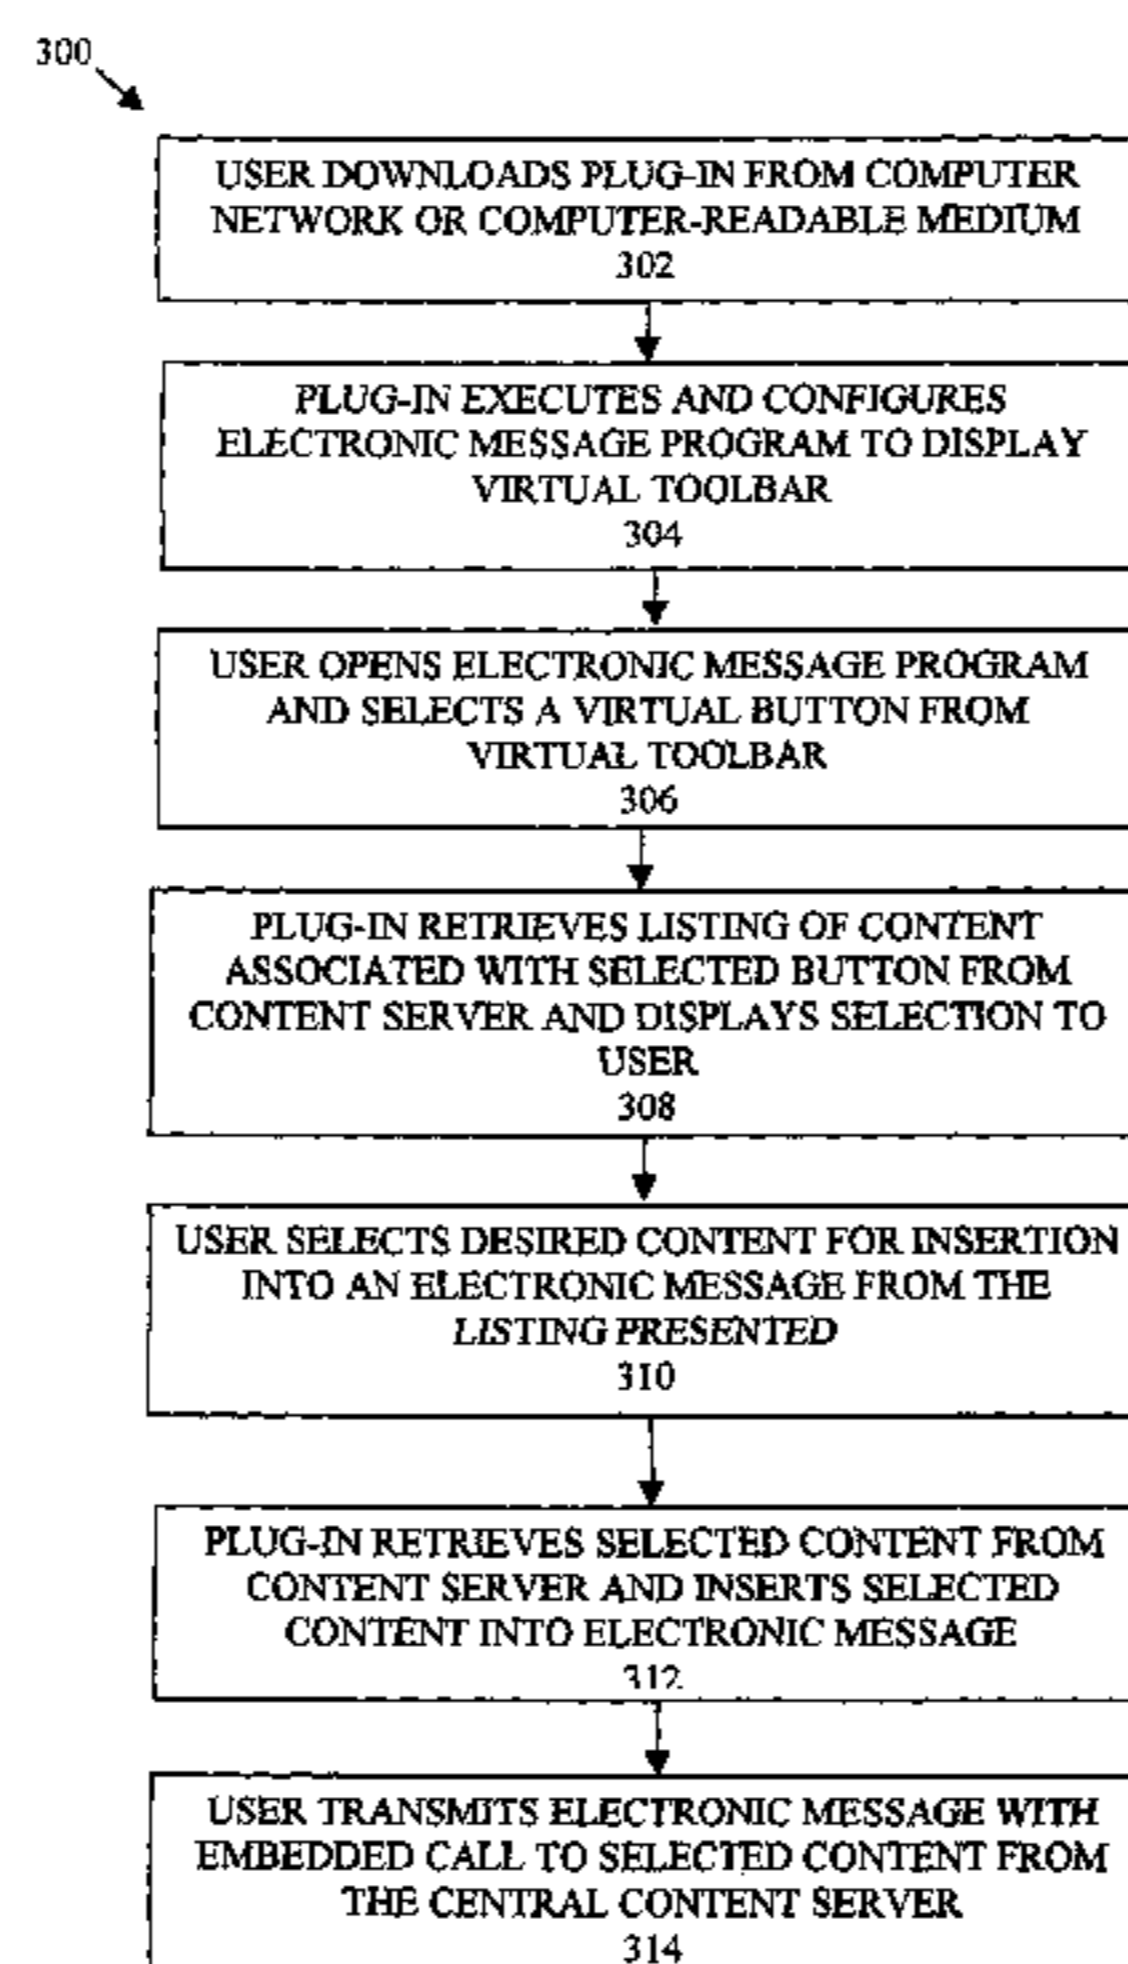 300
USER DOWNLOADS PLUG-IN FROM COMPUTER
NETWORK OR COMPUTER-READABLE MEDIUM
302
PLUG-IN EXECUTES AND CONFIGURES
ELECTRONIC MESSAGE PROGRAM TO DISPLAY
VIRTUAL TOOLBAR
304
USER OPENS ELECTRONIC MESSAGE PROGRAM
AND SELECTS A VIRTUAL BUTTON FROM
VIRTUAL TOOLBAR
306
PLUG-IN RETRIEVES LISTING OF CONTENT
ASSOCIATED WITH SELECTED BUTTON FROM
CONTENT SERVER AND DISPLAYS SELECTION TO
USER
308
USER SELECTS DESIRED CONTENT FOR INSERTION
INTO AN ELECTRONIC MESSAGE FROM THE
LISTING PRESENTED
310
PLUG-IN RETRIEVES SELECTED CONTENT FROM
CONTENT SERVER AND INSERTS SELECTED
CONTENT INTO ELECTRONIC MESSAGE
312
USER TRANSMITS ELECTRONIC MESSAGE WITH
EMBEDDED CALL TO SELECTED CONTENT FROM
THE CENTRAL CONTENT SERVER
314